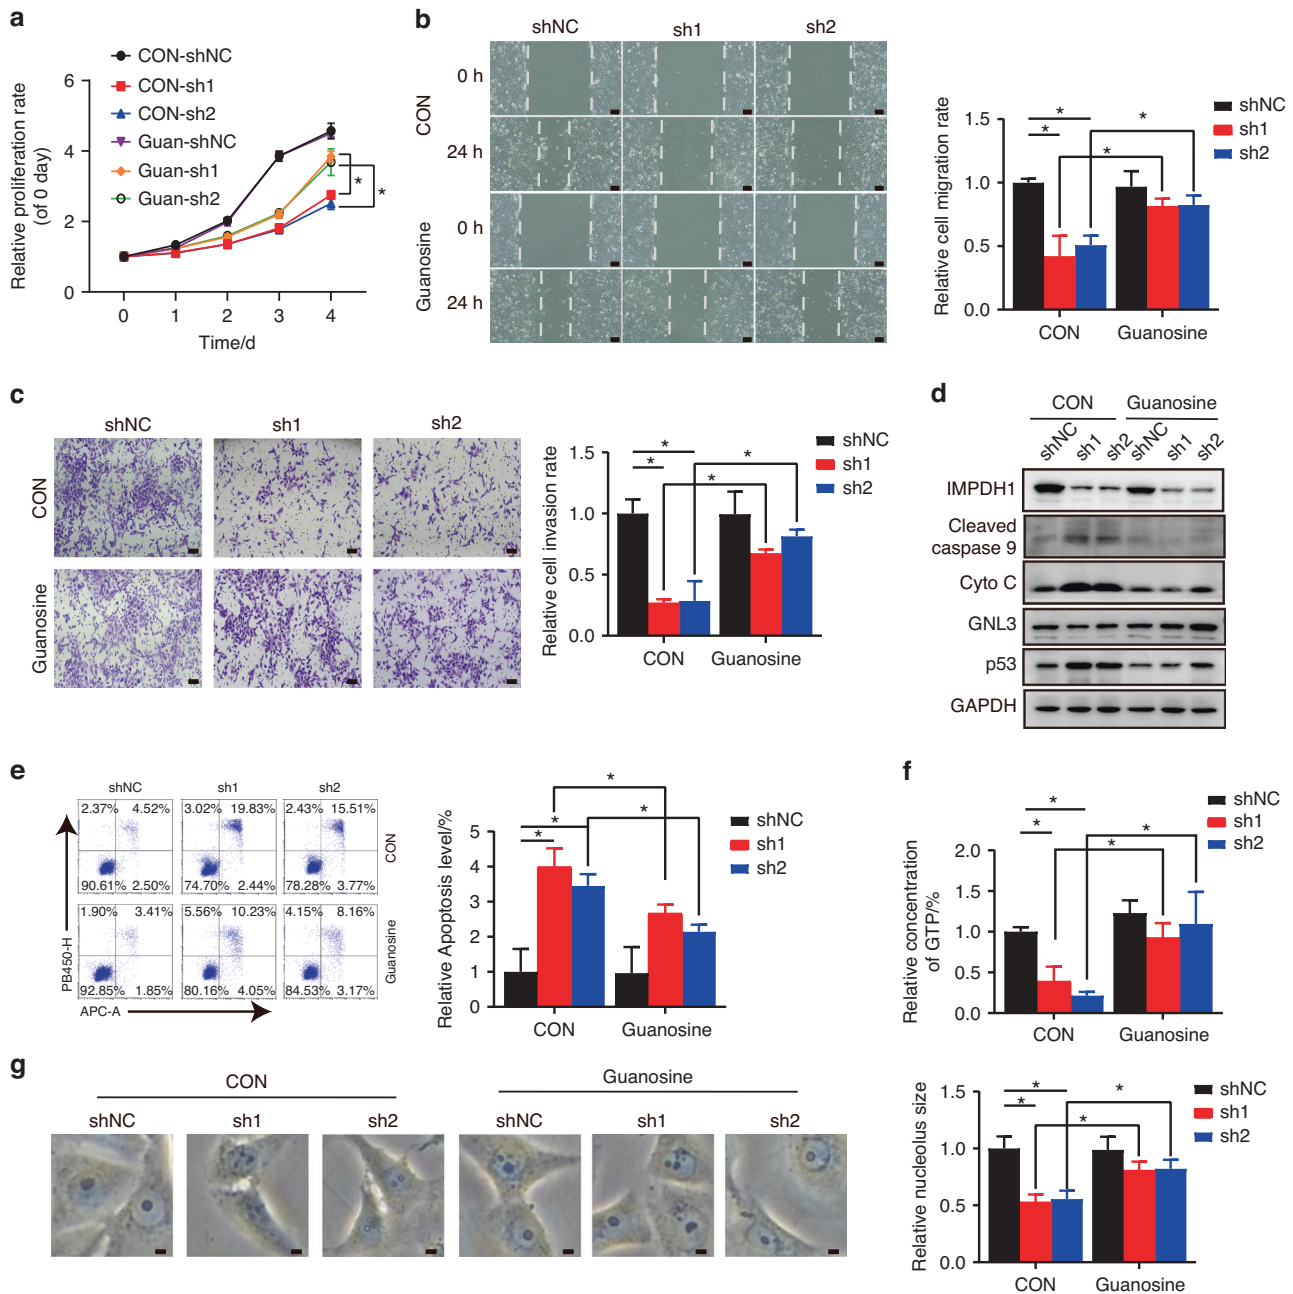 a
CON-shNC
CON-sh1
CON-sh2
Guan-shNC
Guan-sh1
Guan-sh2
Relative proliferation rate
(of 0 day)
6
4
2
0
*
*
0 1 2 3 4
Time/d
b
shNC sh1 sh2
CON
0 h
24 h
Guanosine
0 h
24 h
Relative cell migration rate
1.5
1.0
0.5
0.0
* * * *
shNC
sh1
sh2
CON Guanosine
c
shNC sh1 sh2
CON
Guanosine
Relative cell invasion rate
1.5
1.0
0.5
0.0
* * * *
shNC
sh1
sh2
CON Guanosine
d
CON Guanosine
shNC sh1 sh2 shNC sh1 sh2
IMPDH1
Cleaved
caspase 9
Cyto C
GNL3
p53
GAPDH
e
shNC sh1 sh2
2.37% 4.52% 3.02% 19.83% 2.43% 15.51%
90.61% 2.50% 74.70% 2.44% 78.28% 3.77%
CON
1.90% 3.41% 5.56% 10.23% 4.15% 8.16%
92.85% 1.85% 80.16% 4.05% 84.53% 3.17%
Guanosine
PB450-H
APC-A
Relative Apoptosis level/%
5
4
3
2
1
0
* * * *
shNC
sh1
sh2
CON Guanosine
f
Relative concentration
of GTP/%
2.0
1.5
1.0
0.5
0.0
* * * *
shNC
sh1
sh2
CON Guanosine
g
CON Guanosine
shNC sh1 sh2 shNC sh1 sh2
Relative nucleolus size
1.5
1.0
0.5
0.0
* * * *
shNC
sh1
sh2
CON Guanosine